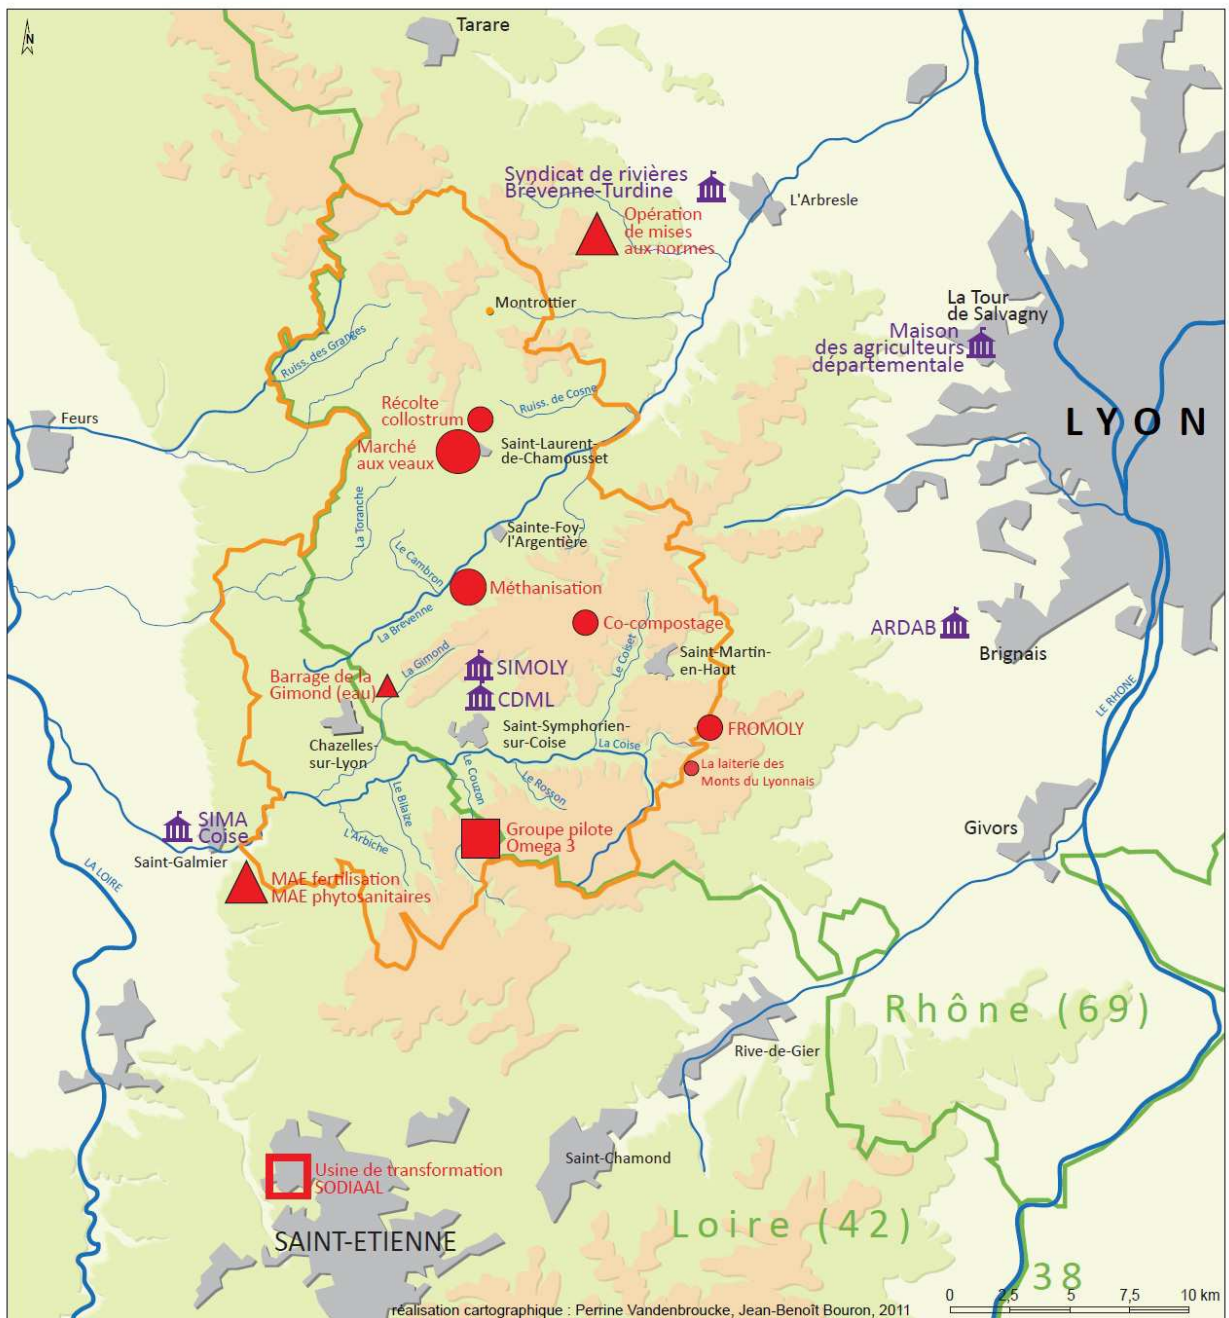 N
Tarare
Syndicat de rivières
Brévenne-Turdine
L'Arbresle
Opération
de mises
aux normes
Montrottier
La Tour
de Salvagny
Maison
des agriculteurs
départementale
Ruiss. des Granges
Ruiss. de Cosne
Feurs
Récolte
collostrum
Marché
aux veaux
Saint-Laurent-
de-Chamousset
LYON
La Toranche
Sainte-Foy-
l'Argentière
Le Cambron
Méthanisation
La Brevenne
Co-compostage
Le Coiset
ARDAB
Brignais
Saint-Martin-
en-Haut
La Gimond
SIMOLY
CDML
Barrage de la
Gimond (eau)
LE RHONE
Chazelles-
sur-Lyon
Saint-Symphorien-
sur-Coise
La Coise
FROMOLY
La laiterie des
Monts du Lyonnais
Le Couzon
Le Rosson
Le Bilaize
L'Arbiche
SIMA
Coise
Saint-Galmier
Groupe pilote
Omega 3
Givors
LA LOIRE
MAE fertilisation
MAE phytosanitaires
Rhône (69)
Rive-de-Gier
Saint-Chamond
Usine de transformation
SODIAAL
SAINT-ETIENNE
Loire (42)
38
réalisation cartographique : Perrine Vandenbroucke, Jean-Benoît Bouron, 2011
0 2,5 5 7,5 10 km